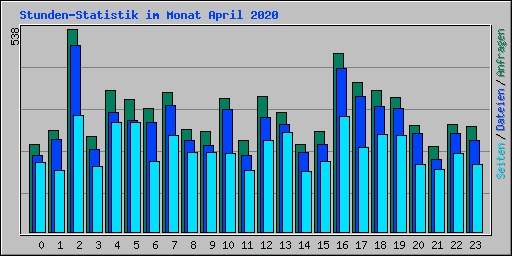 Stunden-Statistik im Monat April 2020
538
0 1 2 3 4 5 6 7 8 9 10 11 12 13 14 15 16 17 18 19 20 21 22 23
Seiten / Dateien / Anfragen